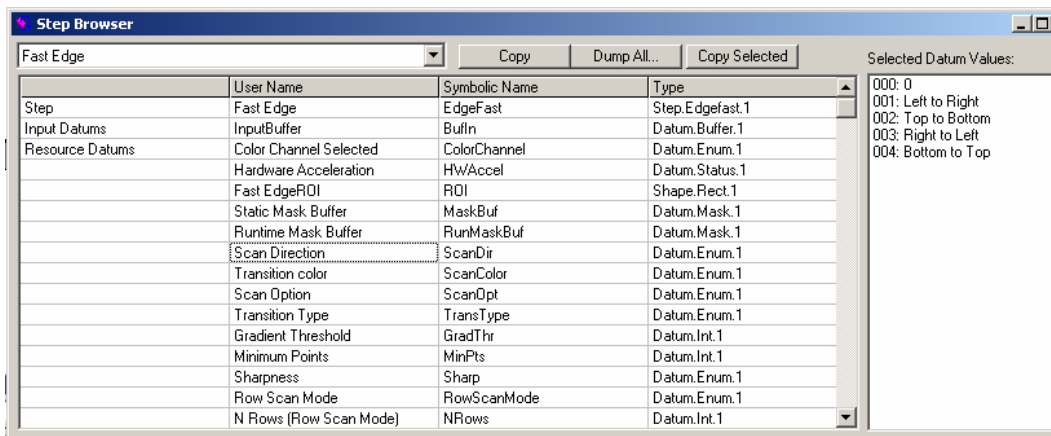 Step Browser
Fast Edge Copy Dump All... Copy Selected Selected Datum Values:
User Name Symbolic Name Type
Step Fast Edge EdgeFast Step.Edgefast.1
Input Datums InputBuffer BufIn Datum.Buffer.1
Resource Datums Color Channel Selected ColorChannel Datum.Enum.1
Hardware Acceleration HWAccel Datum.Status.1
Fast EdgeROI ROI Shape.Rect.1
Static Mask Buffer MaskBuf Datum.Mask.1
Runtime Mask Buffer RunMaskBuf Datum.Mask.1
Scan Direction ScanDir Datum.Enum.1
Transition color ScanColor Datum.Enum.1
Scan Option ScanOpt Datum.Enum.1
Transition Type TransType Datum.Enum.1
Gradient Threshold GradThr Datum.Int.1
Minimum Points MinPts Datum.Int.1
Sharpness Sharp Datum.Enum.1
Row Scan Mode RowScanMode Datum.Enum.1
N Rows (Row Scan Mode) NRows Datum.Int.1
000: 0
001: Left to Right
002: Top to Bottom
003: Right to Left
004: Bottom to Top